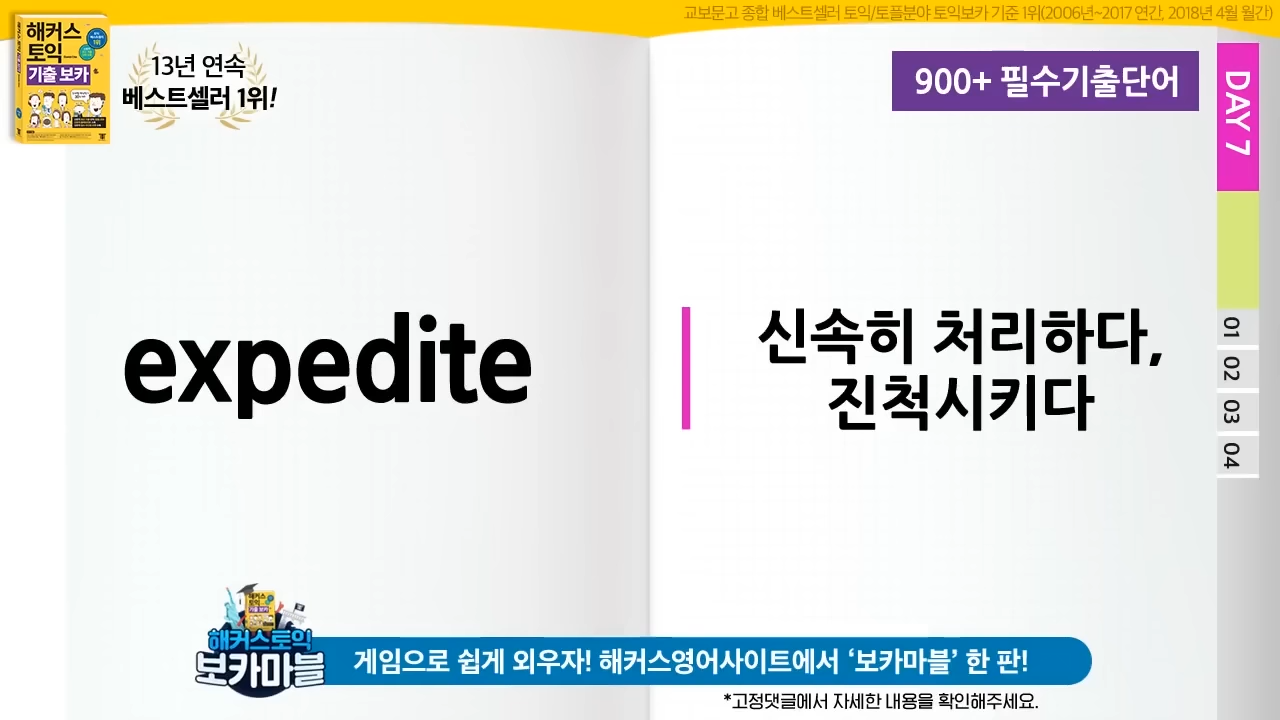 교보문고 종합 베스트셀러 토익/토플분야 토익보카 기준 1위(2006년~2017 연간, 2018년 4월 월간)
해커스
토익
기출 보카
13년 연속
베스트셀러 1위!
900+ 필수기출단어
DAY 7
expedite
신속히 처리하다,
진척시키다
01
02
03
04
해커스토익
보카마블
게임으로 쉽게 외우자! 해커스영어사이트에서 ‘보카마블’ 한 판!
*고정댓글에서 자세한 내용을 확인해주세요.